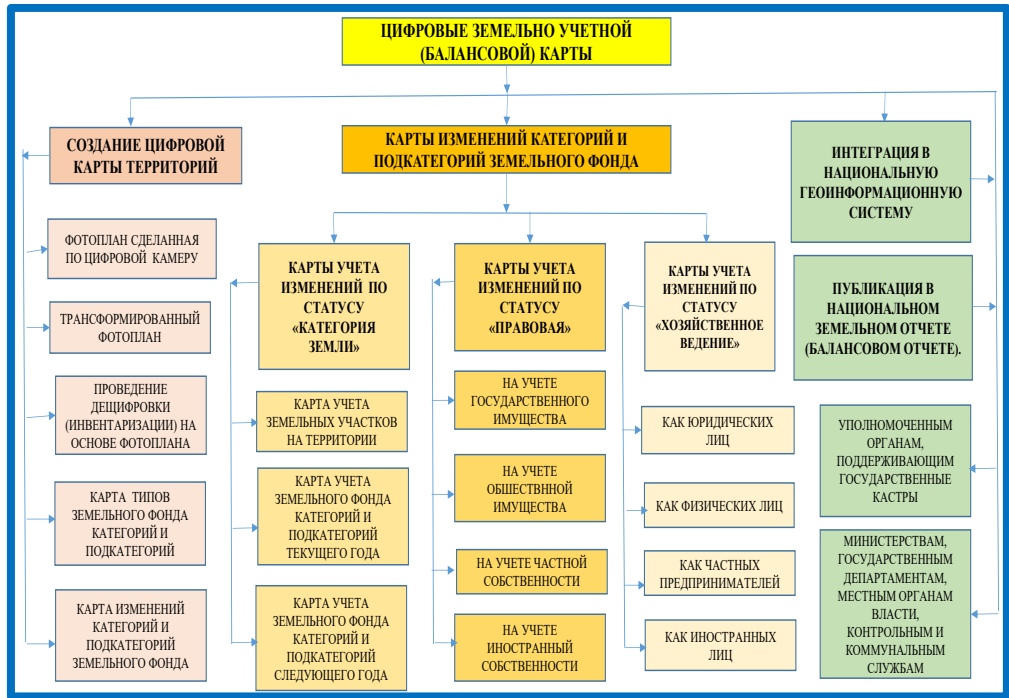 ЦИФРОВЫЕ ЗЕМЕЛЬНО УЧЕТНОЙ
(БАЛАНСОВОЙ) КАРТЫ
СОЗДАНИЕ ЦИФРОВОЙ
КАРТЫ ТЕРРИТОРИЙ
ФОТОПЛАН СДЕЛАННАЯ
ПО ЦИФРОВОЙ КАМЕРУ
ТРАНСФОРМИРОВАННЫЙ
ФОТОПЛАН
ПРОВЕДЕНИЕ
ДЕЩИФРОВКИ
(ИНВЕНТАРИЗАЦИИ) НА
ОСНОВЕ ФОТОПЛАНА
КАРТА ТИПОВ
ЗЕМЕЛЬНОГО ФОНДА
КАТЕГОРИЙ И
ПОДКАТЕГОРИЙ
КАРТА ИЗМЕНЕНИЙ
КАТЕГОРИЙ И
ПОДКАТЕГОРИЙ
ЗЕМЕЛЬНОГО ФОНДА
КАРТЫ ИЗМЕНЕНИЙ КАТЕГОРИЙ И
ПОДКАТЕГОРИЙ ЗЕМЕЛЬНОГО ФОНДА
КАРТЫ УЧЕТА
ИЗМЕНЕНИЙ ПО
СТАТУСУ
«КАТЕГОРИЯ
ЗЕМЛИ»
КАРТА УЧЕТА
ЗЕМЕЛЬНЫХ УЧАСТКОВ
НА ТЕРРИТОРИИ
КАРТА УЧЕТА
ЗЕМЕЛЬНОГО ФОНДА
КАТЕГОРИЙ И
ПОДКАТЕГОРИЙ
ТЕКУЩЕГО ГОДА
КАРТА УЧЕТА
ЗЕМЕЛЬНОГО ФОНДА
КАТЕГОРИЙ И
ПОДКАТЕГОРИЙ
СЛЕДУЮЩЕГО ГОДА
КАРТЫ УЧЕТА
ИЗМЕНЕНИЙ ПО
СТАТУСУ
«ПРАВОВАЯ»
НА УЧЕТЕ
ГОСУДАРСТВЕННОГО
ИМУЩЕСТВА
НА УЧЕТЕ
ОБШЕСТВННОЙ
ИМУЩЕСТВА
НА УЧЕТЕ ЧАСТНОЙ
СОБСТВЕННОСТИ
НА УЧЕТЕ
ИНОСТРАННЫЙ
СОБСТВЕННОСТИ
КАРТЫ УЧЕТА
ИЗМЕНЕНИЙ ПО
СТАТУСУ
«ХОЗЯЙСТВЕННОЕ
ВЕДЕНИЕ»
КАК ЮРИДИЧЕСКИХ
ЛИЦ
КАК ФИЗИЧЕСКИХ ЛИЦ
КАК ЧАСТНЫХ
ПРЕДПРИНИМАТЕЛЕЙ
КАК ИНОСТРАННЫХ
ЛИЦ
ИНТЕГРАЦИЯ В
НАЦИОНАЛЬНУЮ
ГЕОИНФОРМАЦИОННУЮ
СИСТЕМУ
ПУБЛИКАЦИЯ В
НАЦИОНАЛЬНОМ
ЗЕМЕЛЬНОМ ОТЧЕТЕ
(БАЛАНСОВОМ ОТЧЕТЕ).
УПОЛНОМОЧЕННЫМ
ОРГАНАМ,
ПОДДЕРЖИВАЮЩИМ
ГОСУДАРСТВЕННЫЕ
КАСТРЫ
МИНИСТЕРСТВАМ,
ГОСУДАРСТВЕННЫМ
ДЕПАРТАМЕНТАМ,
МЕСТНЫМ ОРГАНАМ
ВЛАСТИ,
КОНТРОЛЬНЫМ И
КОММУНАЛЬНЫМ
СЛУЖБАМ